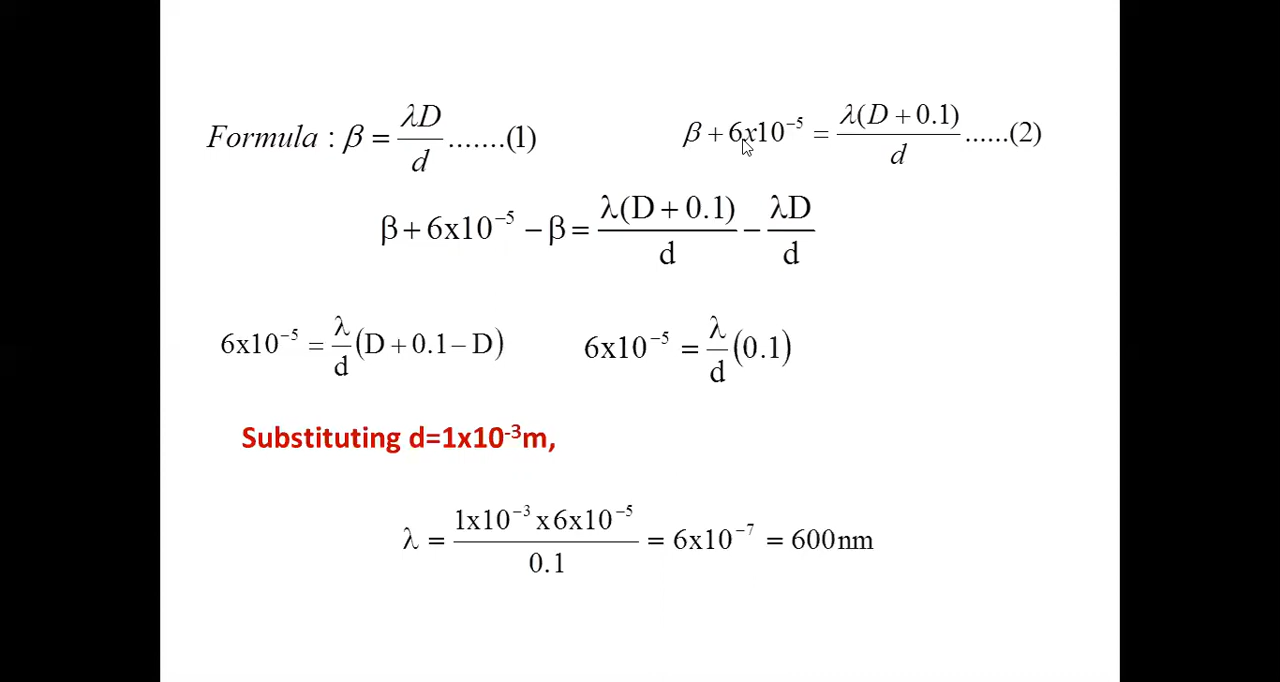 Formula : β = λD/d .......(1)
β + 6x10⁻⁵ = λ(D + 0.1)/d ......(2)
β + 6x10⁻⁵ − β = λ(D + 0.1)/d − λD/d
6x10⁻⁵ = λ/d (D + 0.1 − D)
6x10⁻⁵ = λ/d (0.1)
Substituting d=1x10⁻³m,
λ = 1x10⁻³ x 6x10⁻⁵/0.1 = 6x10⁻⁷ = 600nm